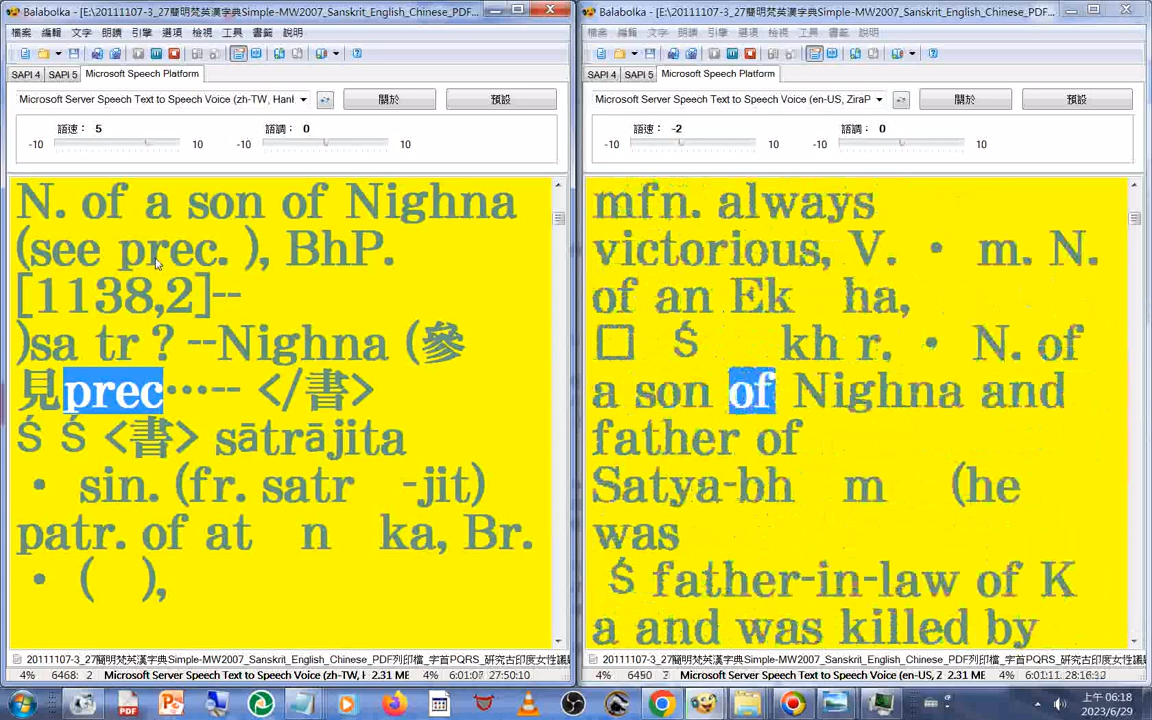 Balabolka - [E:\20111107-3_27簡明梵英漢字典Simple-MW2007_Sanskrit_English_Chinese_PDF...
檔案 編輯 文字 朗讀 引擎 選項 檢視 工具 書籤 說明
SAPI 4 SAPI 5 Microsoft Speech Platform
Microsoft Server Speech Text to Speech Voice (zh-TW, Hanl
關於 預設
語速： 5 語調： 0
-10 10 -10 10
N. of a son of Nighna
(see prec. ), BhP.
[1138,2]--
)sa tr ? --Nighna (參
見prec⋯-- </書>
Ś Ś <書> sātrājita
• sin. (fr. satr -jit)
patr. of at n ka, Br.
• ( ),
20111107-3_27簡明梵英漢字典Simple-MW2007_Sanskrit_English_Chinese_PDF列印檔_字首PQRS_研究古印度女性議
4% 6468: 2 Microsoft Server Speech Text to Speech Voice (zh-TW, H 2.31 MB 4% 6:01:07 27:50:10
Balabolka - [E:\20111107-3_27簡明梵英漢字典Simple-MW2007_Sanskrit_English_Chinese_PDF...
檔案 編輯 文字 朗讀 引擎 選項 檢視 工具 書籤 說明
SAPI 4 SAPI 5 Microsoft Speech Platform
Microsoft Server Speech Text to Speech Voice (en-US, ZiraP
關於 預設
語速： -2 語調： 0
-10 10 -10 10
mfn. always
victorious, V. • m. N.
of an Ek ha,
□ Ś kh r. • N. of
a son of Nighna and
father of
Satya-bh m (he
was
Ś father-in-law of K
a and was killed by
20111107-3_27簡明梵英漢字典Simple-MW2007_Sanskrit_English_Chinese_PDF列印檔_字首PQRS_研究古印度女性議
4% 6490 Microsoft Server Speech Text to Speech Voice (en-US, 2 2.31 MB 4% 6:01:11 28:16:32
PDF
上午 06:18
2023/6/29